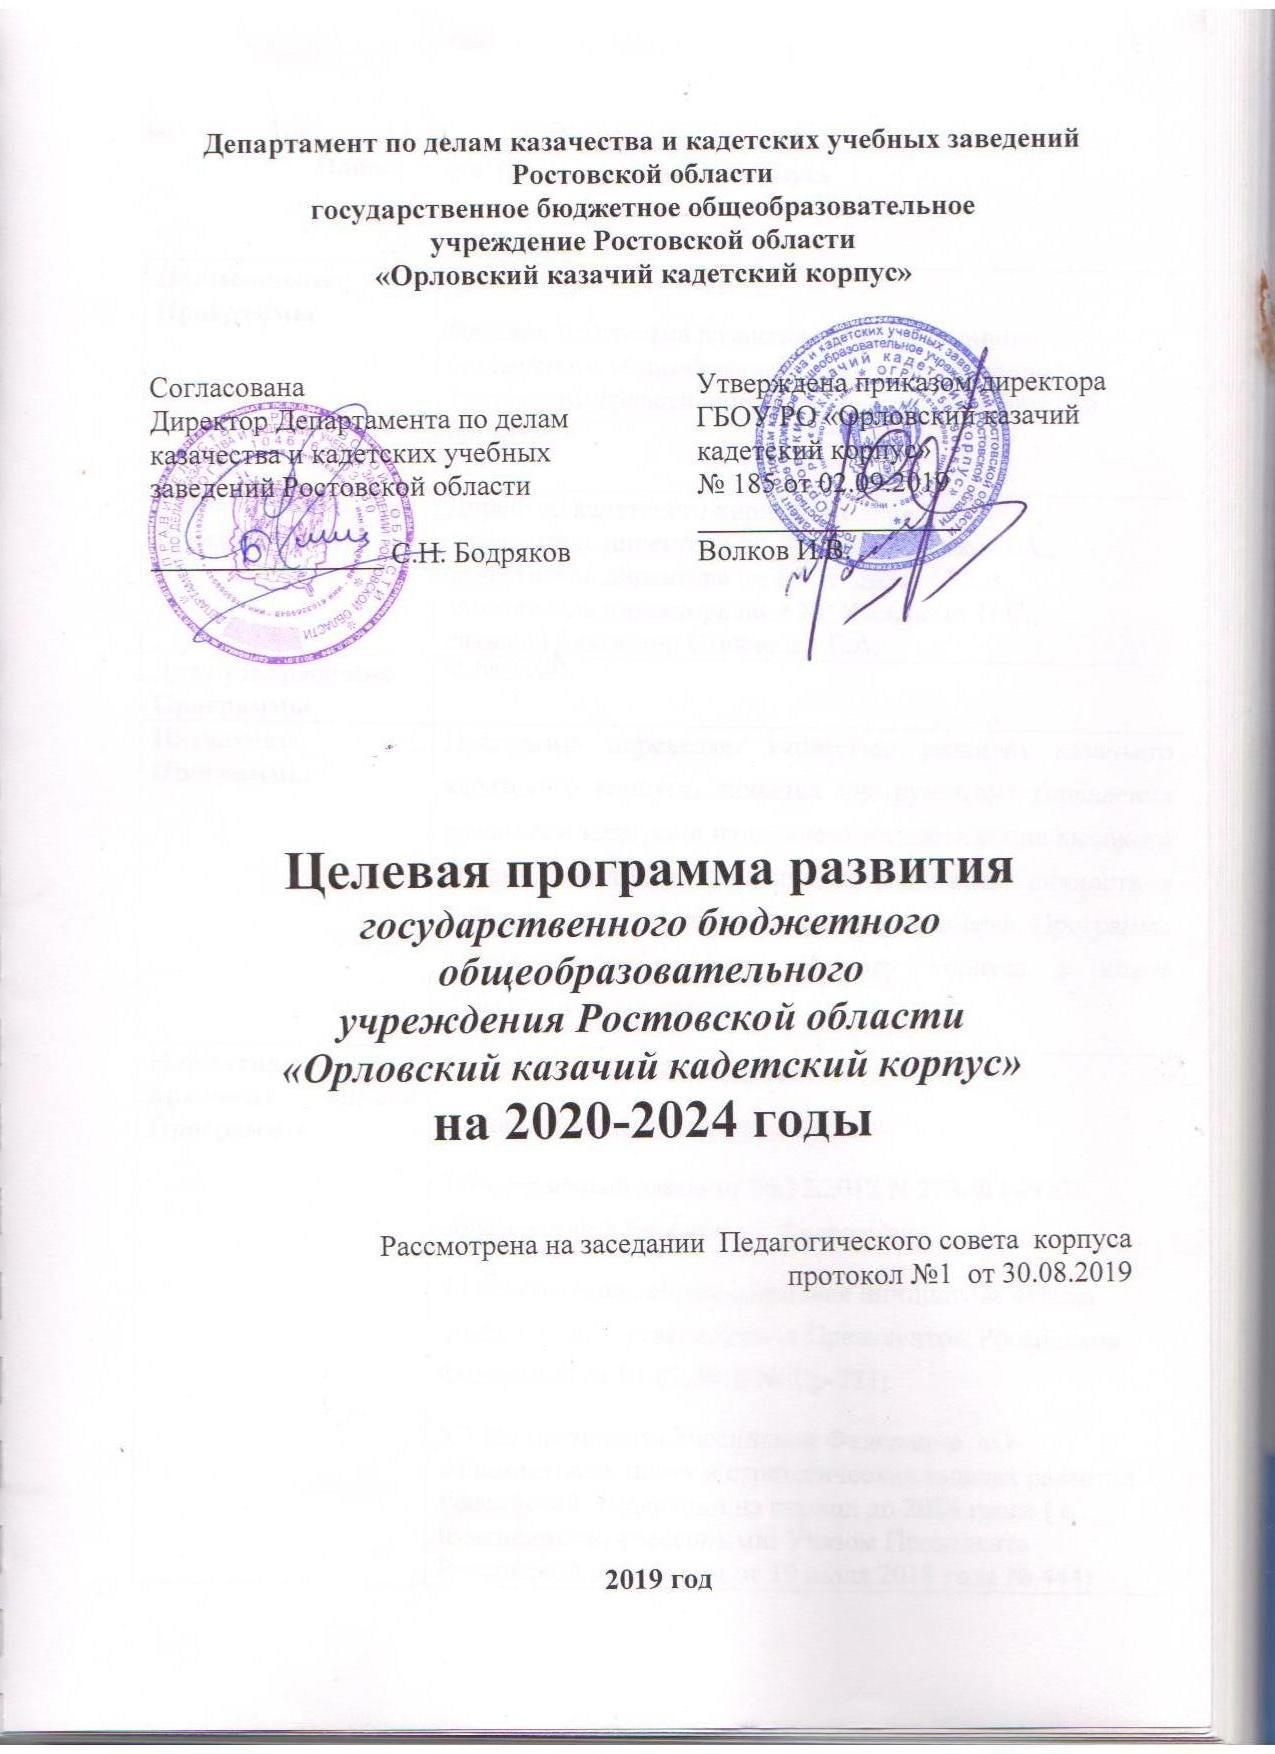 Департамент по делам казачества и кадетских учебных заведений
Ростовской области
государственное бюджетное общеобразовательное
учреждение Ростовской области
«Орловский казачий кадетский корпус»
Согласована
Директор Департамента по делам
казачества и кадетских учебных
заведений Ростовской области
С.Н. Бодряков
Утверждена приказом директора
ГБОУ РО «Орловский казачий
кадетский корпус»
№ 185 от 02.09.2019
Волков И.В.
Целевая программа развития
государственного бюджетного
общеобразовательного
учреждения Ростовской области
«Орловский казачий кадетский корпус»
на 2020-2024 годы
Рассмотрена на заседании Педагогического совета корпуса
протокол №1 от 30.08.2019
2019 год